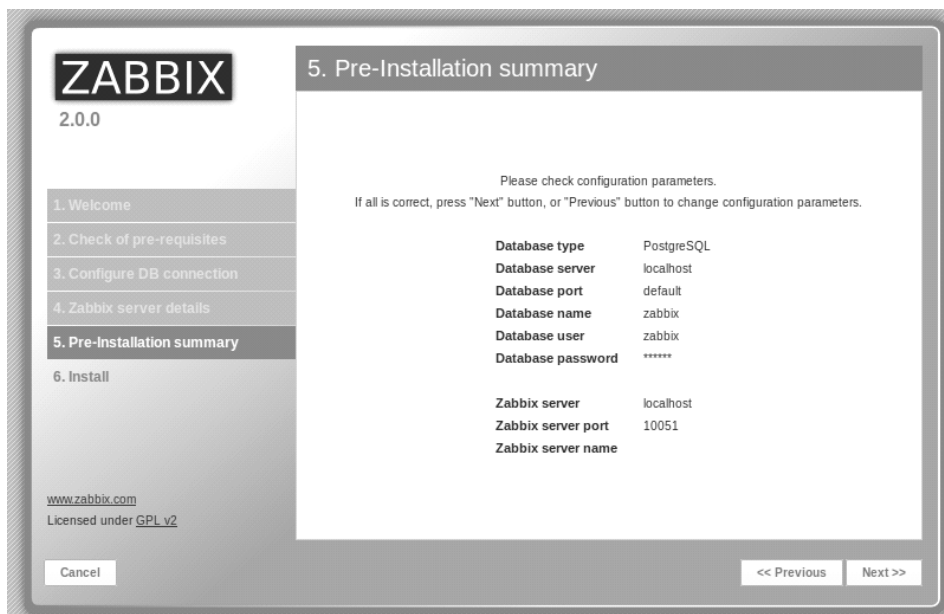 ZABBIX
2.0.0
1. Welcome
2. Check of pre-requisites
3. Configure DB connection
4. Zabbix server details
5. Pre-Installation summary
6. Install
www.zabbix.com
Licensed under GPL v2
5. Pre-Installation summary
Please check configuration parameters.
If all is correct, press "Next" button, or "Previous" button to change configuration parameters.
Database type PostgreSQL
Database server localhost
Database port default
Database name zabbix
Database user zabbix
Database password ******
Zabbix server localhost
Zabbix server port 10051
Zabbix server name
Cancel
<< Previous
Next >>